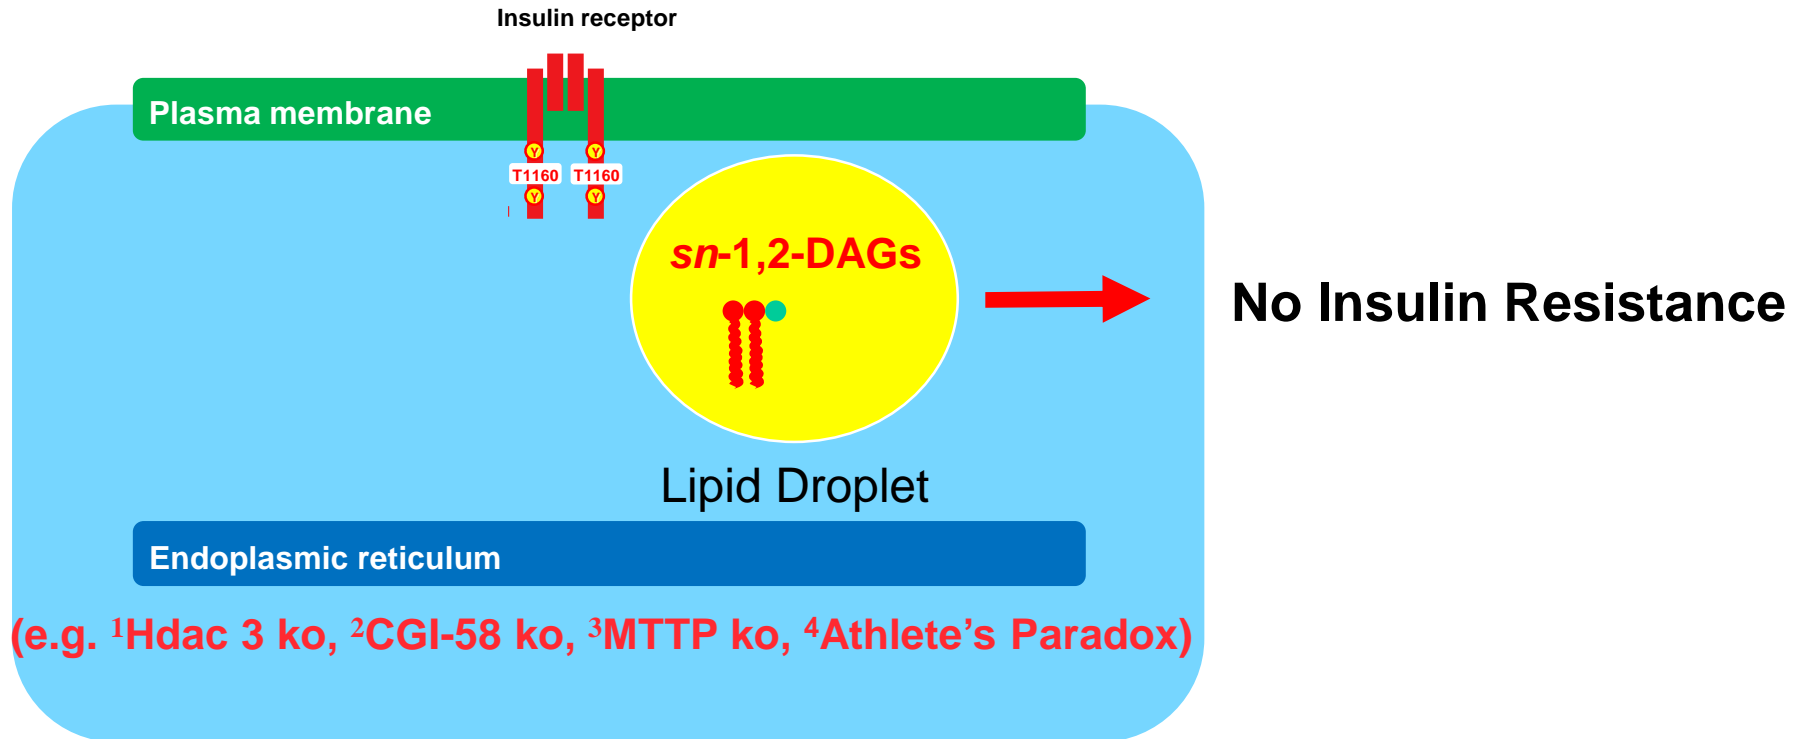 Insulin receptor
Plasma membrane
Y Y
T1160 T1160
Y Y
sn-1,2-DAGs
No Insulin Resistance
Lipid Droplet
Endoplasmic reticulum
(e.g. ¹Hdac 3 ko, ²CGI-58 ko, ³MTTP ko, ⁴Athlete’s Paradox)